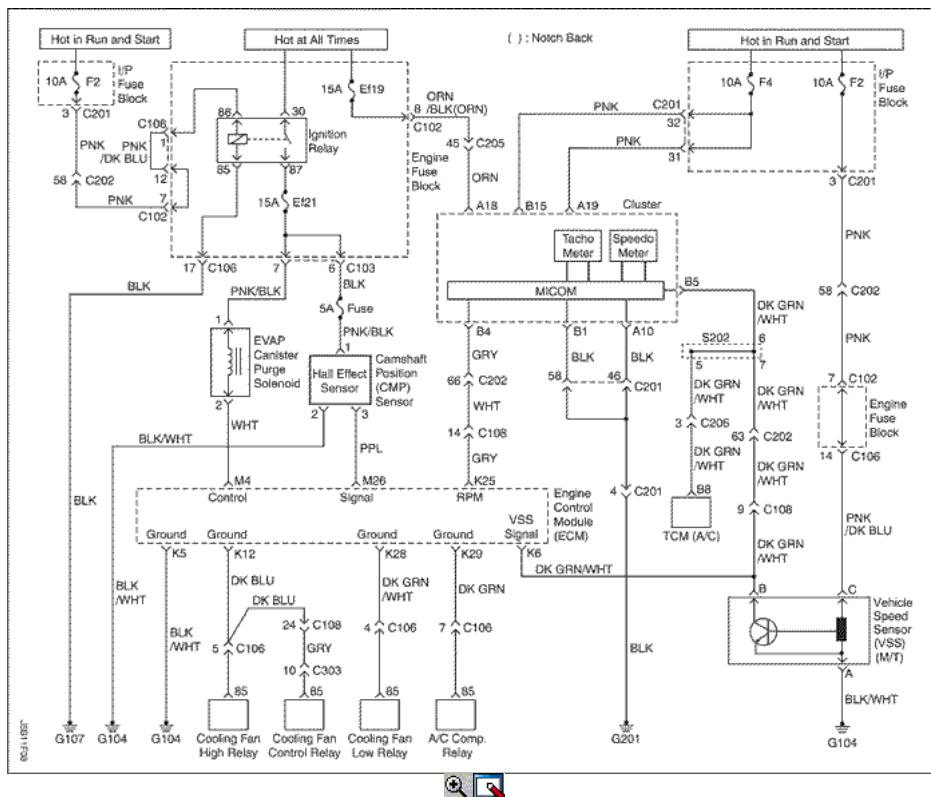 Hot in Run and Start
Hot at All Times
( ) : Notch Back
Hot in Run and Start
10A F2
I/P Fuse Block
3 C201
15A Ef19
8 C102
ORN /BLK(ORN)
PNK
C201
32
10A F4
10A F2
I/P Fuse Block
C106
1
PNK /DK BLU
86
30
Ignition Relay
85
87
PNK
58 C202
12
7
PNK
C102
45 C205
PNK
31
3 C201
15A Ef21
Engine Fuse Block
ORN
A18
B15
A19
Cluster
PNK
Tacho Meter
Speedo Meter
MICOM
B5
17 C106
7
6 C103
BLK
PNK/BLK
BLK
5A Fuse
PNK/BLK
DK GRN /WHT
58 C202
B4
B1
A10
S202
6
5
7
PNK
1
EVAP Canister Purge Solenoid
2
1
Hall Effect Sensor
Camshaft Position (CMP) Sensor
2
3
GRY
BLK
BLK
66 C202
58
46
C201
DK GRN /WHT
DK GRN /WHT
7 C102
Engine Fuse Block
WHT
WHT
BLK/WHT
PPL
14 C108
GRY
3 C206
63 C202
DK GRN /WHT
DK GRN /WHT
14 C106
BLK
M4
M26
K25
Control
Signal
RPM
Engine Control Module (ECM)
4 C201
B8
TCM (A/C)
9 C108
PNK /DK BLU
Ground
Ground
Ground
Ground
VSS Signal
K5
K12
K28
K29
K6
DK GRN/WHT
DK GRN /WHT
BLK /WHT
BLK /WHT
DK BLU
DK BLU
DK GRN /WHT
DK GRN
B
C
Vehicle Speed Sensor (VSS) (M/T)
A
5 C106
24 C108
GRY
10 C303
4 C106
7 C106
BLK
BLK/WHT
85
85
85
85
G107
G104
G104
Cooling Fan High Relay
Cooling Fan Control Relay
Cooling Fan Low Relay
A/C Comp. Relay
G201
G104